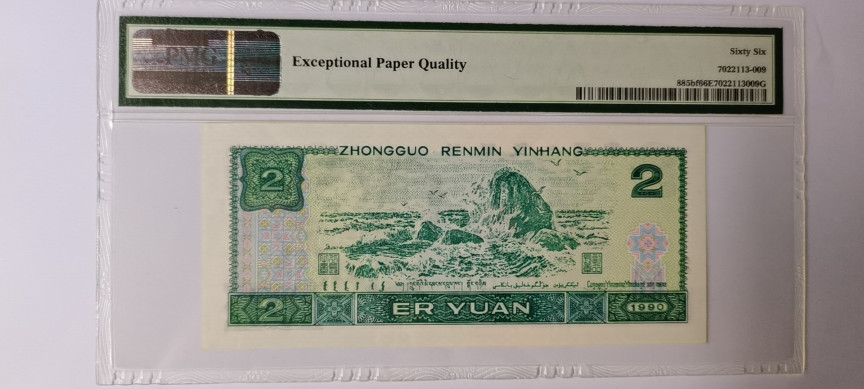 PMG
Exceptional Paper Quality
Sixty Six
7022113-009
885bf66E7022113009G
ZHONGGUO RENMIN YINHANG
2
2
2
ER YUAN
1990